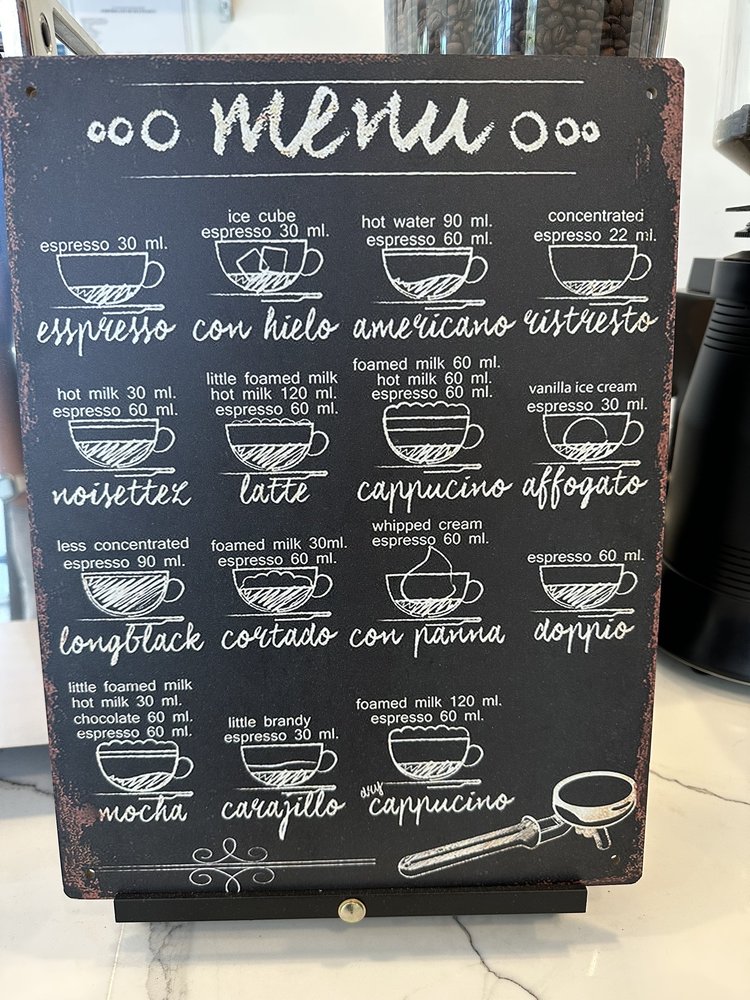 menu
espresso 30 ml.
esspresso
ice cube
espresso 30 ml.
con hielo
hot water 90 ml.
espresso 60 ml.
americano
concentrated
espresso 22 ml.
ristresto
hot milk 30 ml.
espresso 60 ml.
noisettez
little foamed milk
hot milk 120 ml.
espresso 60 ml.
latte
foamed milk 60 ml.
hot milk 60 ml.
espresso 60 ml.
cappucino
vanilla ice cream
espresso 30 ml.
affogato
less concentrated
espresso 90 ml.
longblack
foamed milk 30ml.
espresso 60 ml.
cortado
whipped cream
espresso 60 ml.
con panna
espresso 60 ml.
doppio
little foamed milk
hot milk 30 ml.
chocolate 60 ml.
espresso 60 ml.
mocha
little brandy
espresso 30 ml.
carajillo
foamed milk 120 ml.
espresso 60 ml.
dry cappucino